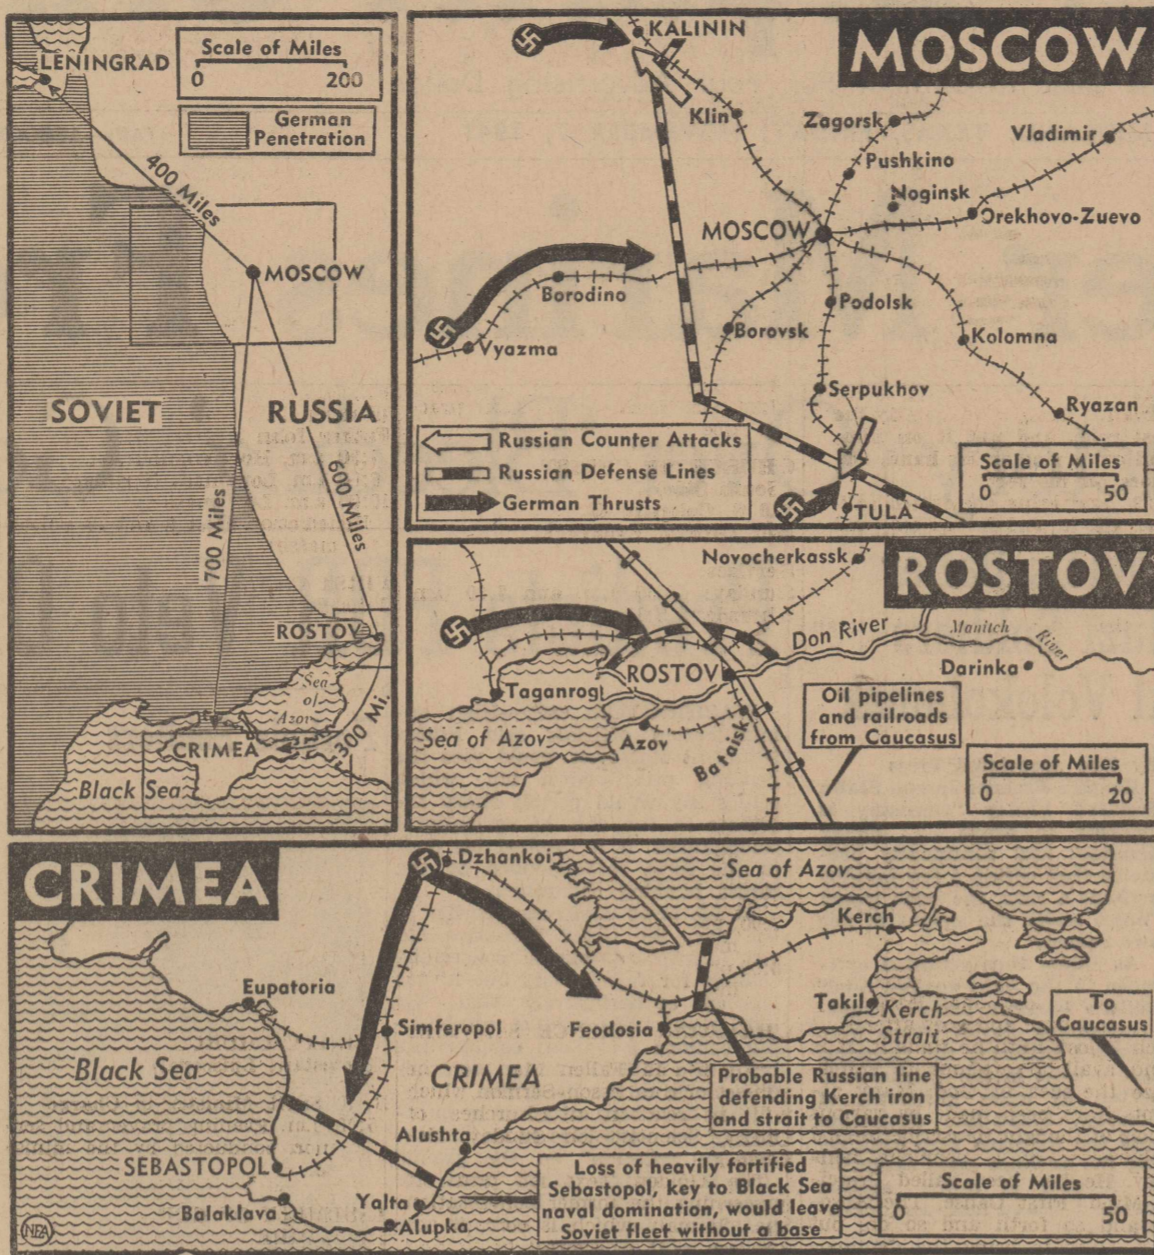 LENINGRAD
Scale of Miles
0 200
German
Penetration
400 Miles
MOSCOW
SOVIET RUSSIA
700 Miles
600 Miles
ROSTOV
Sea
of
Azov
300 Mi.
CRIMEA
Black Sea
MOSCOW
KALININ
Klin
Zagorsk
Vladimir
Pushkino
Noginsk
Orekhovo-Zuevo
MOSCOW
Borodino
Podolsk
Borovsk
Kolomna
Vyazma
Serpukhov
Ryazan
TULA
Russian Counter Attacks
Russian Defense Lines
German Thrusts
Scale of Miles
0 50
ROSTOV
Novocherkassk
Don River
Manitch
River
Darinka
ROSTOV
Taganrog
Sea of Azov
Azov
Bataisk
Oil pipelines
and railroads
from Caucasus
Scale of Miles
0 20
CRIMEA
Dzhankoi
Sea of Azov
Kerch
Eupatoria
Simferopol
Feodosia
Takil
Kerch
Strait
To
Caucasus
Black Sea
CRIMEA
Probable Russian line
defending Kerch iron
and strait to Caucasus
Alushta
SEBASTOPOL
Loss of heavily fortified
Sebastopol, key to Black Sea
naval domination, would leave
Soviet fleet without a base
Yalta
Balaklava
Alupka
Scale of Miles
0 50
NEA